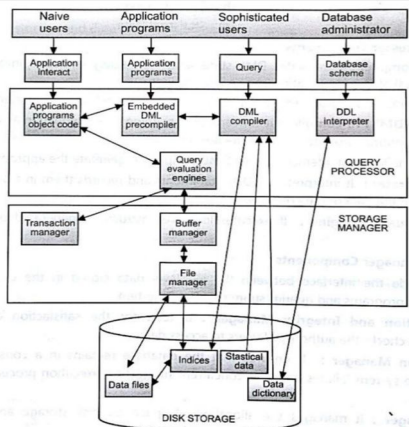 Naive users
Application programs
Sophisticated users
Database administrator
Application interact
Application programs
Query
Database scheme
Application programs object code
Embedded DML precompiler
DML compiler
DDL interpreter
Query evaluation engines
QUERY PROCESSOR
Transaction manager
Buffer manager
STORAGE MANAGER
File manager
Data files
Indices
Stastical data
Data dictionary
DISK STORAGE